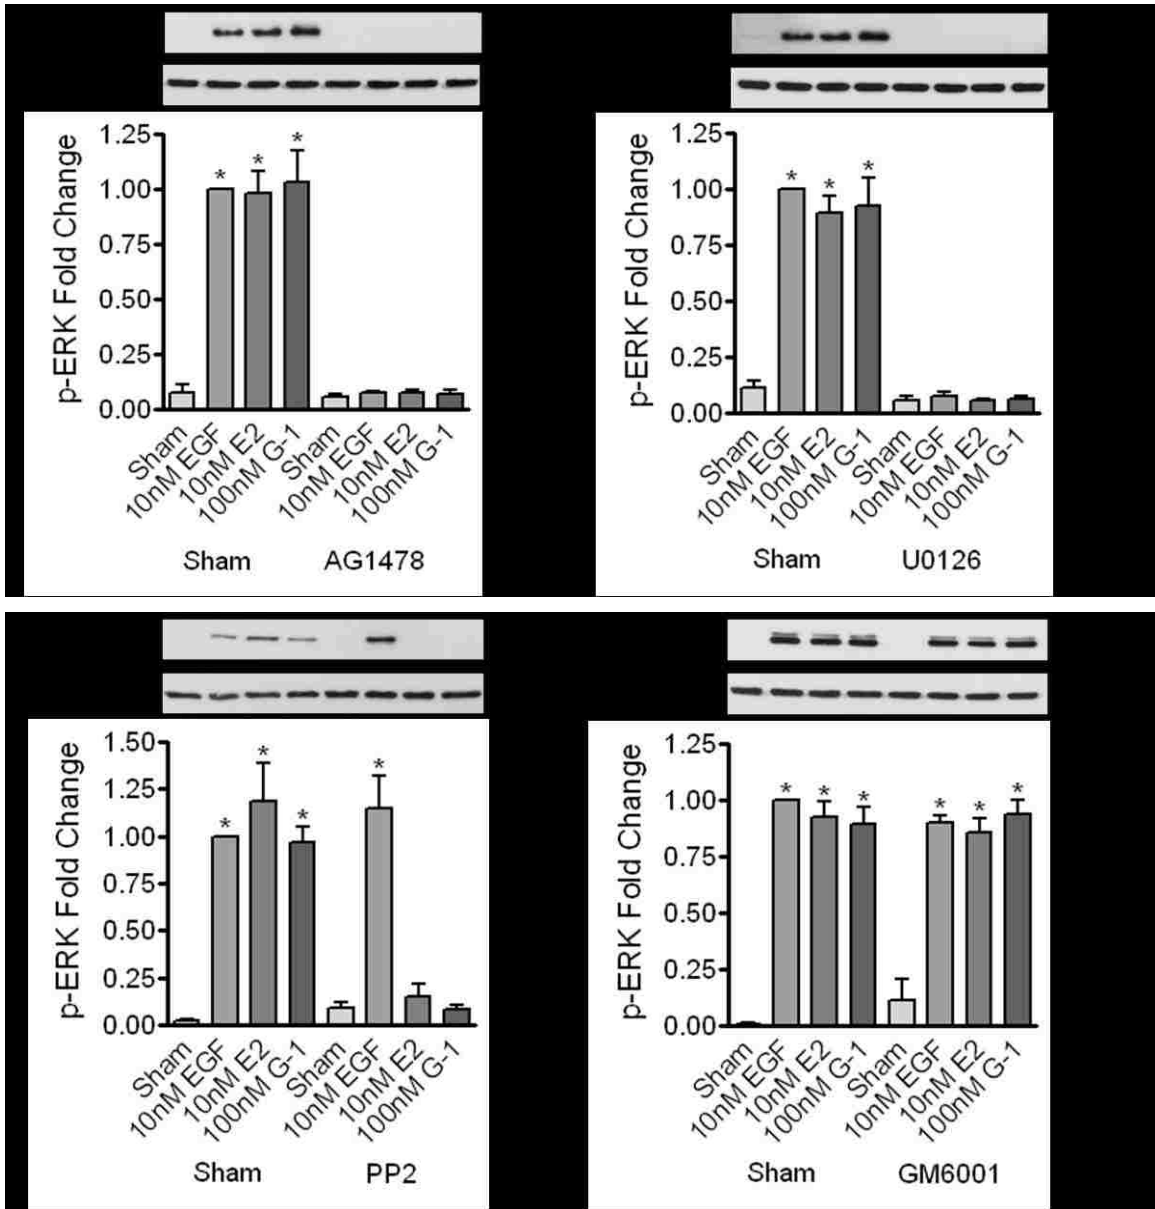 p-ERK Fold Change
1.25
1.00
0.75
0.50
0.25
0.00
Sham
10nM EGF
10nM E2
100nM G-1
Sham
10nM EGF
10nM E2
100nM G-1
Sham
AG1478
p-ERK Fold Change
1.25
1.00
0.75
0.50
0.25
0.00
* * *
* * *
Sham
10nM EGF
10nM E2
100nM G-1
Sham
10nM EGF
10nM E2
100nM G-1
Sham
U0126
p-ERK Fold Change
1.50
1.25
1.00
0.75
0.50
0.25
0.00
* * * *
Sham
10nM EGF
10nM E2
100nM G-1
Sham
10nM EGF
10nM E2
100nM G-1
Sham
PP2
p-ERK Fold Change
1.25
1.00
0.75
0.50
0.25
0.00
* * * * * *
Sham
10nM EGF
10nM E2
100nM G-1
Sham
10nM EGF
10nM E2
100nM G-1
Sham
GM6001